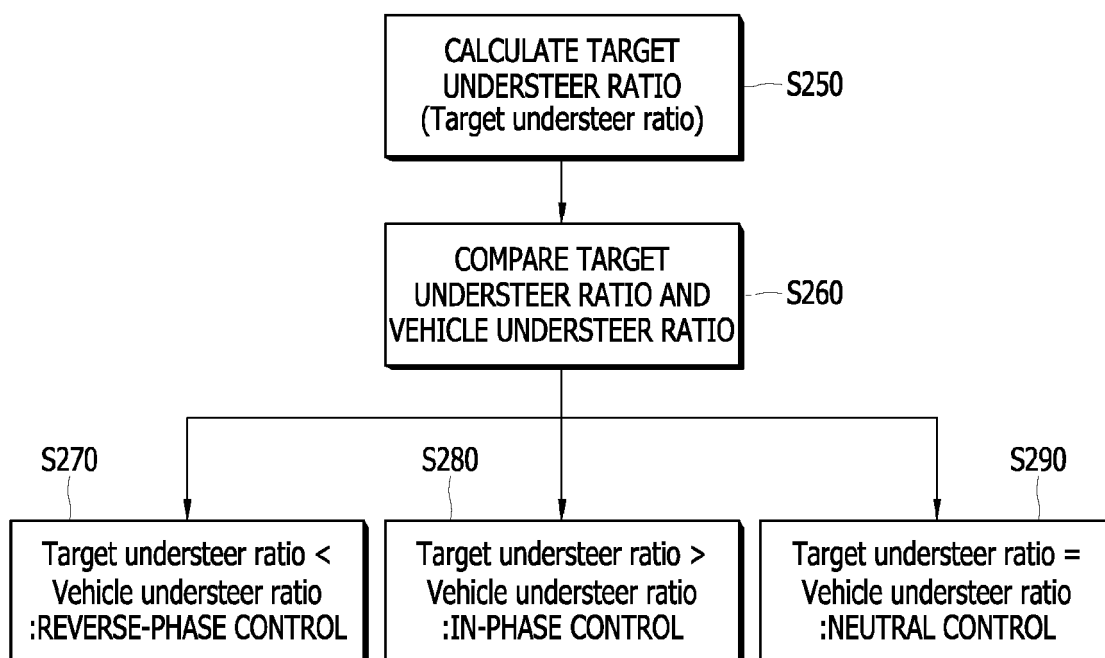 CALCULATE TARGET
UNDERSTEER RATIO
(Target understeer ratio)
S250
COMPARE TARGET
UNDERSTEER RATIO AND
VEHICLE UNDERSTEER RATIO
S260
S270
S280
S290
Target understeer ratio <
Vehicle understeer ratio
:REVERSE-PHASE CONTROL
Target understeer ratio >
Vehicle understeer ratio
:IN-PHASE CONTROL
Target understeer ratio =
Vehicle understeer ratio
:NEUTRAL CONTROL